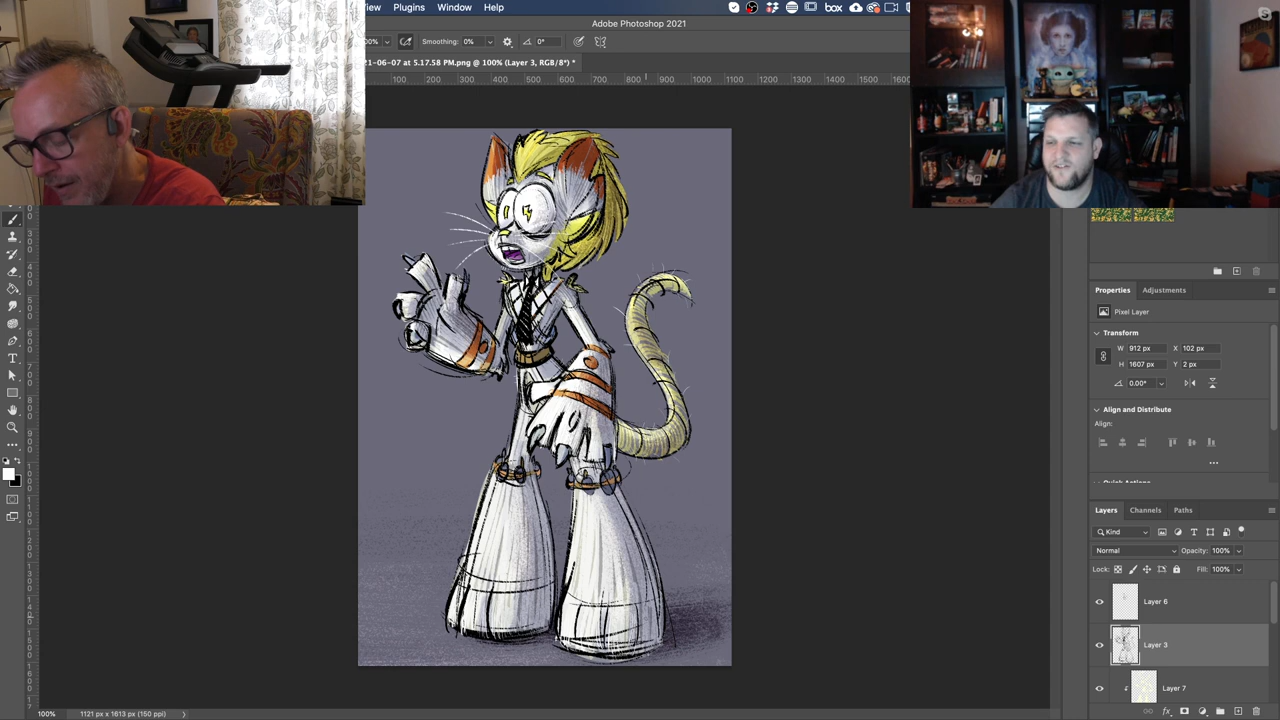 View Plugins Window Help
box
Adobe Photoshop 2021
Smoothing: 0% 0°
21-06-07 at 5.17.58 PM.png @ 100% (Layer 3, RGB/8*) *
100 200 300 400 500 600 700 800 900 1000 1100 1200 1300 1400 1500
Properties Adjustments
Pixel Layer
Transform
W 912 px X 102 px
H 1607 px Y 2 px
0.00°
Align and Distribute
Align:
Layers Channels Paths
Kind
Normal Opacity: 100%
Lock: Fill: 100%
Layer 6
Layer 3
Layer 7
100% 1121 px x 1613 px (150 ppi)